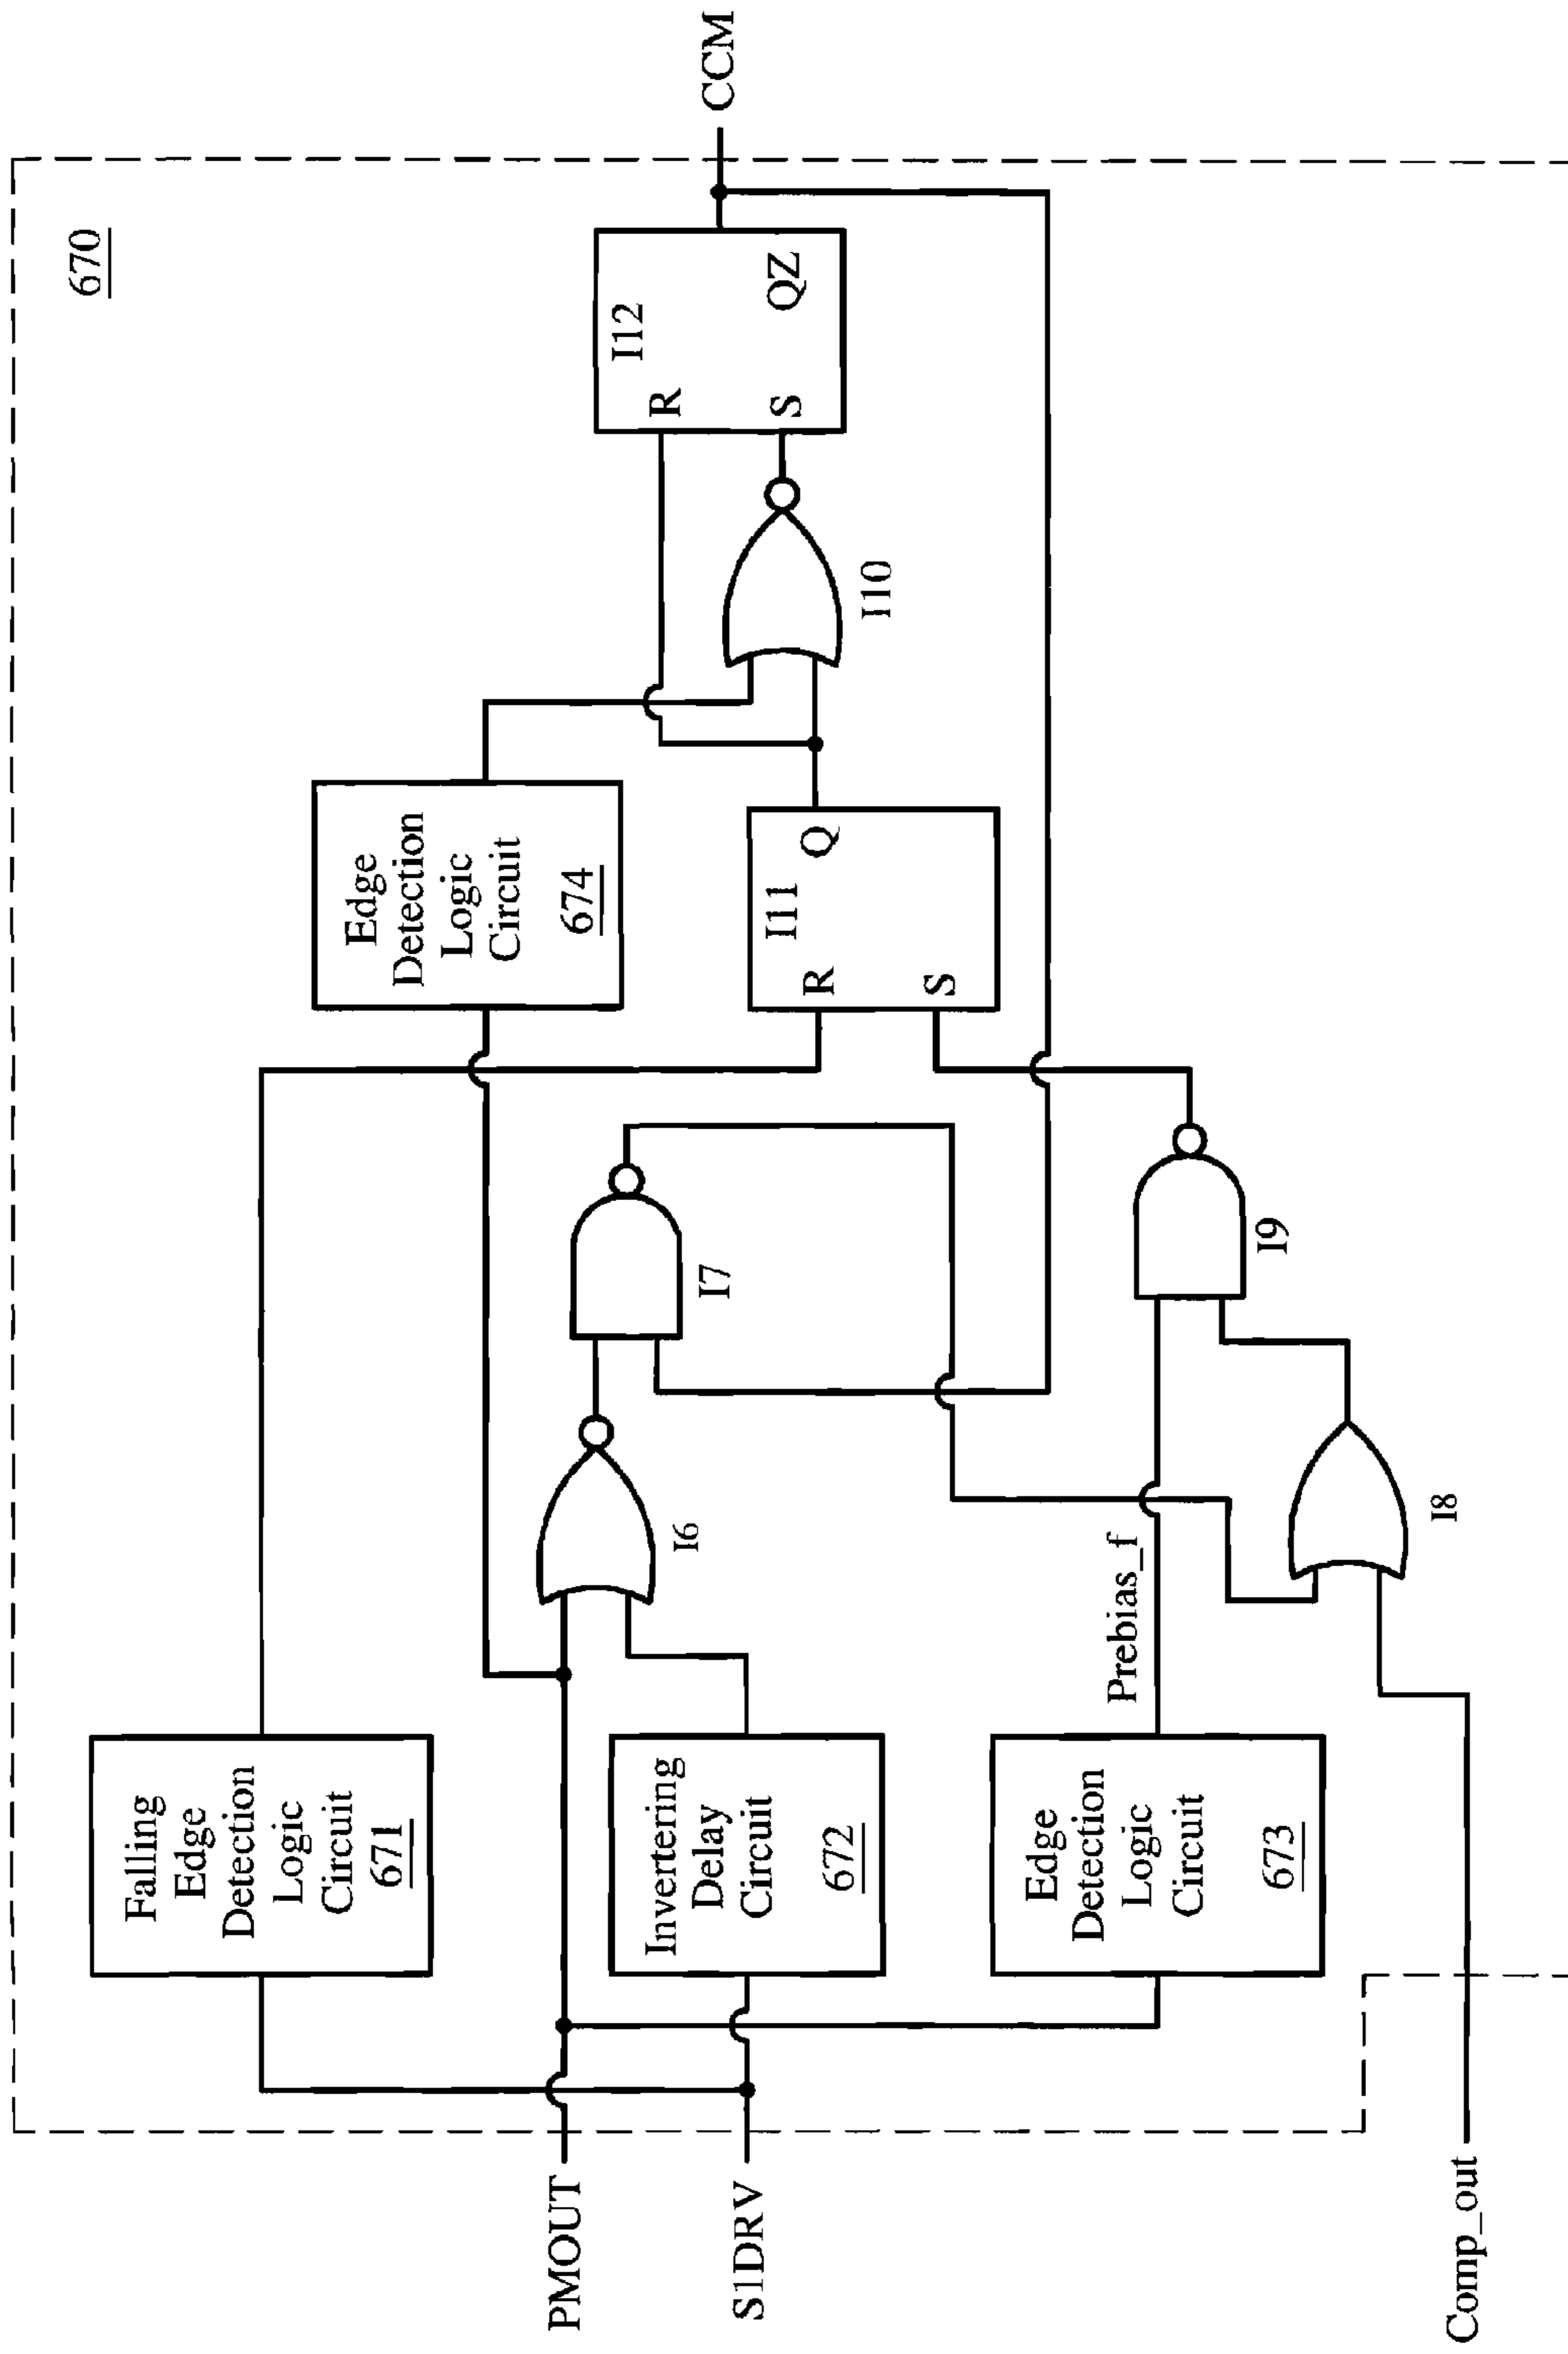 670
CCM
Falling
Edge
Detection
Logic
Circuit
671
Edge
Detection
Logic
Circuit
674
I12
R
S
QZ
PMOUT
S1DRV
Invertering
Delay
Circuit
672
I6
I7
I11
R
Q
S
I10
Edge
Detection
Logic
Circuit
673
Prebias_f
I9
I8
Comp_out